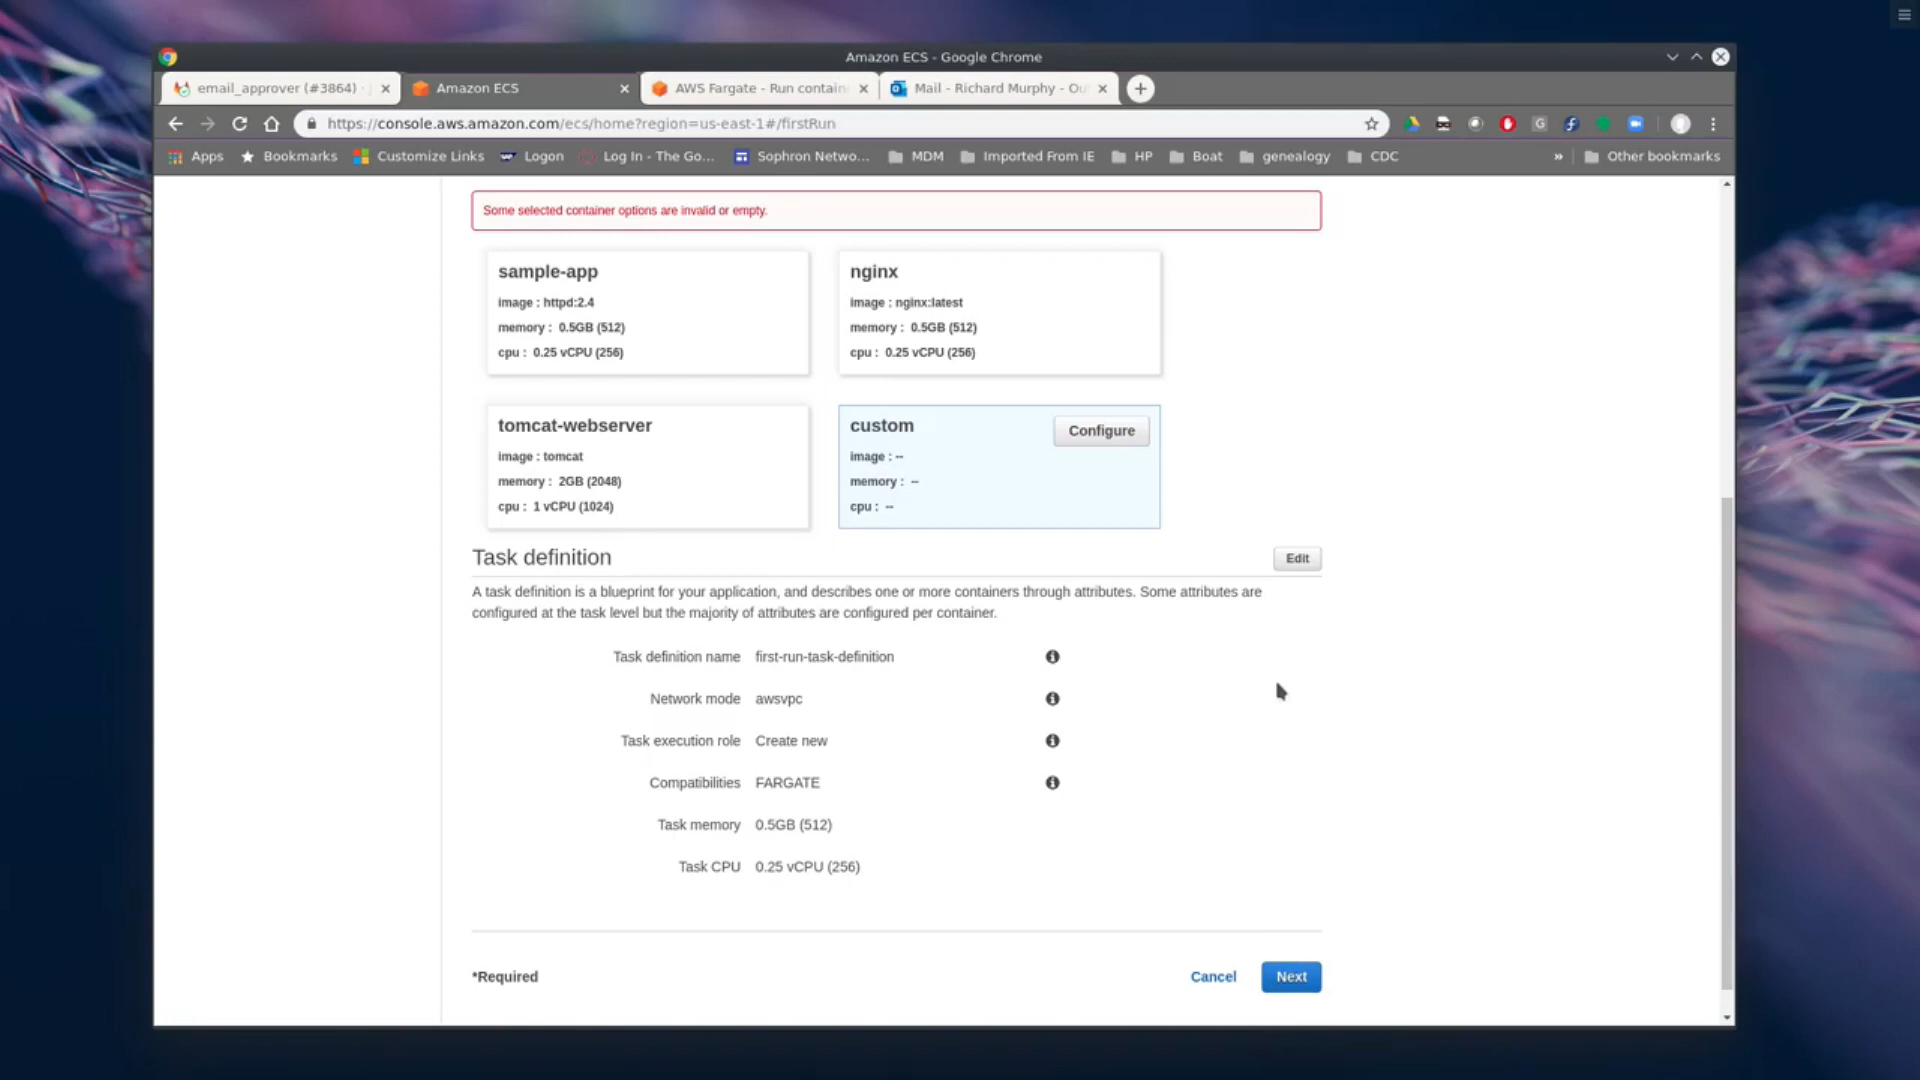 Amazon ECS - Google Chrome
email_approver (#3864) ·
Amazon ECS
AWS Fargate - Run contain
Mail - Richard Murphy - Ou
https://console.aws.amazon.com/ecs/home?region=us-east-1#/firstRun
Apps
Bookmarks
Customize Links
Logon
Log In - The Go...
Sophron Netwo...
MDM
Imported From IE
HP
Boat
genealogy
CDC
»
Other bookmarks
Some selected container options are invalid or empty.
sample-app
image : httpd:2.4
memory : 0.5GB (512)
cpu : 0.25 vCPU (256)
nginx
image : nginx:latest
memory : 0.5GB (512)
cpu : 0.25 vCPU (256)
tomcat-webserver
image : tomcat
memory : 2GB (2048)
cpu : 1 vCPU (1024)
custom
Configure
image : --
memory : --
cpu : --
Task definition
Edit
A task definition is a blueprint for your application, and describes one or more containers through attributes. Some attributes are
configured at the task level but the majority of attributes are configured per container.
Task definition name first-run-task-definition
Network mode awsvpc
Task execution role Create new
Compatibilities FARGATE
Task memory 0.5GB (512)
Task CPU 0.25 vCPU (256)
*Required
Cancel
Next